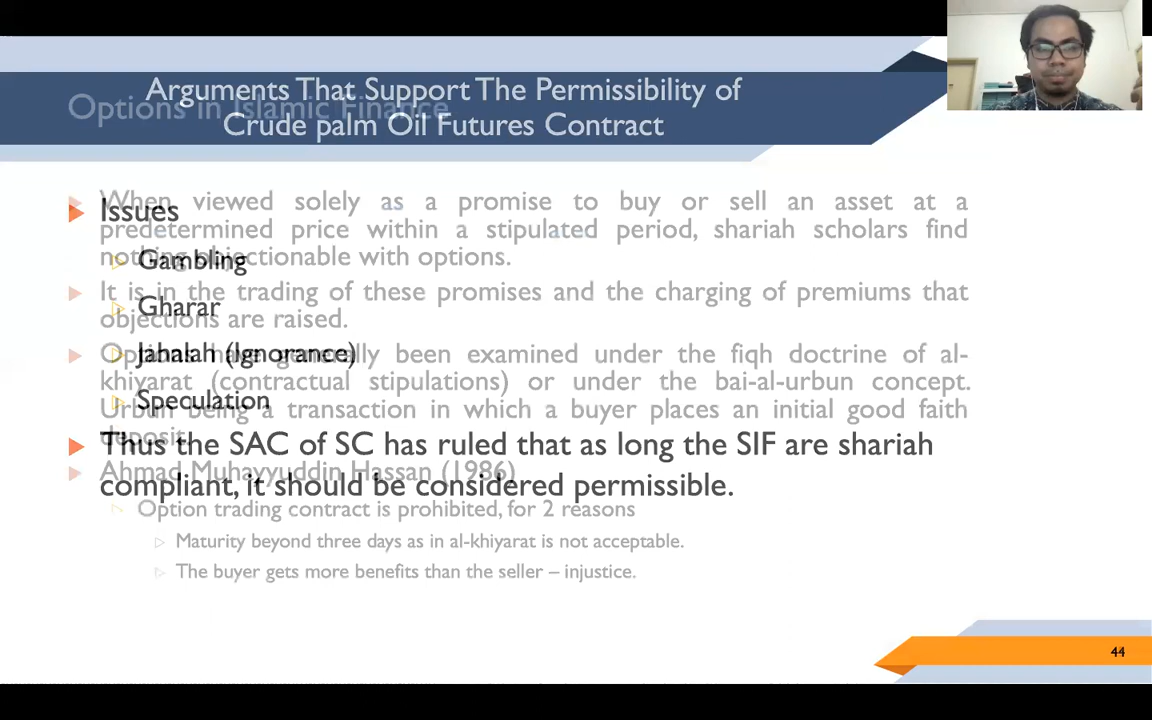 Arguments That Support The Permissibility of
Crude palm Oil Futures Contract
Options in Islamic Finance
Issues
Gambling
Gharar
Jahalah (Ignorance)
Speculation
Thus the SAC of SC has ruled that as long the SIF are shariah
compliant, it should be considered permissible.
When viewed solely as a promise to buy or sell an asset at a
predetermined price within a stipulated period, shariah scholars find
nothing objectionable with options.
It is in the trading of these promises and the charging of premiums that
objections are raised.
Options have generally been examined under the fiqh doctrine of al-
khiyarat (contractual stipulations) or under the bai-al-urbun concept.
Urbun being a transaction in which a buyer places an initial good faith
deposit.
Ahmad Muhayyuddin Hassan (1986)
Option trading contract is prohibited, for 2 reasons
Maturity beyond three days as in al-khiyarat is not acceptable.
The buyer gets more benefits than the seller – injustice.
44